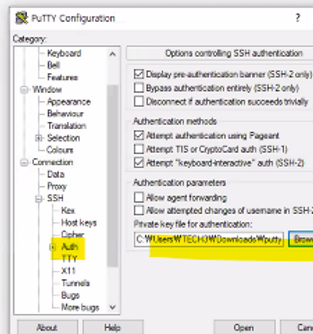 PuTTY Configuration
?
Category:
Keyboard
Bell
Features
Window
Appearance
Behaviour
Translation
Selection
Colours
Connection
Data
Proxy
SSH
Kex
Host keys
Cipher
Auth
TTY
X11
Tunnels
Bugs
More bugs
Options controlling SSH authentication
Display pre-authentication banner (SSH-2 only)
Bypass authentication entirely (SSH-2 only)
Disconnect if authentication succeeds trivially
Authentication methods
Attempt authentication using Pageant
Attempt TIS or CryptoCard auth (SSH-1)
Attempt "keyboard-interactive" auth (SSH-2)
Authentication parameters
Allow agent forwarding
Allow attempted changes of username in SSH-2
Private key file for authentication:
C:₩Users₩TECH3₩Downloads₩putty
Brow
About
Help
Open
Can